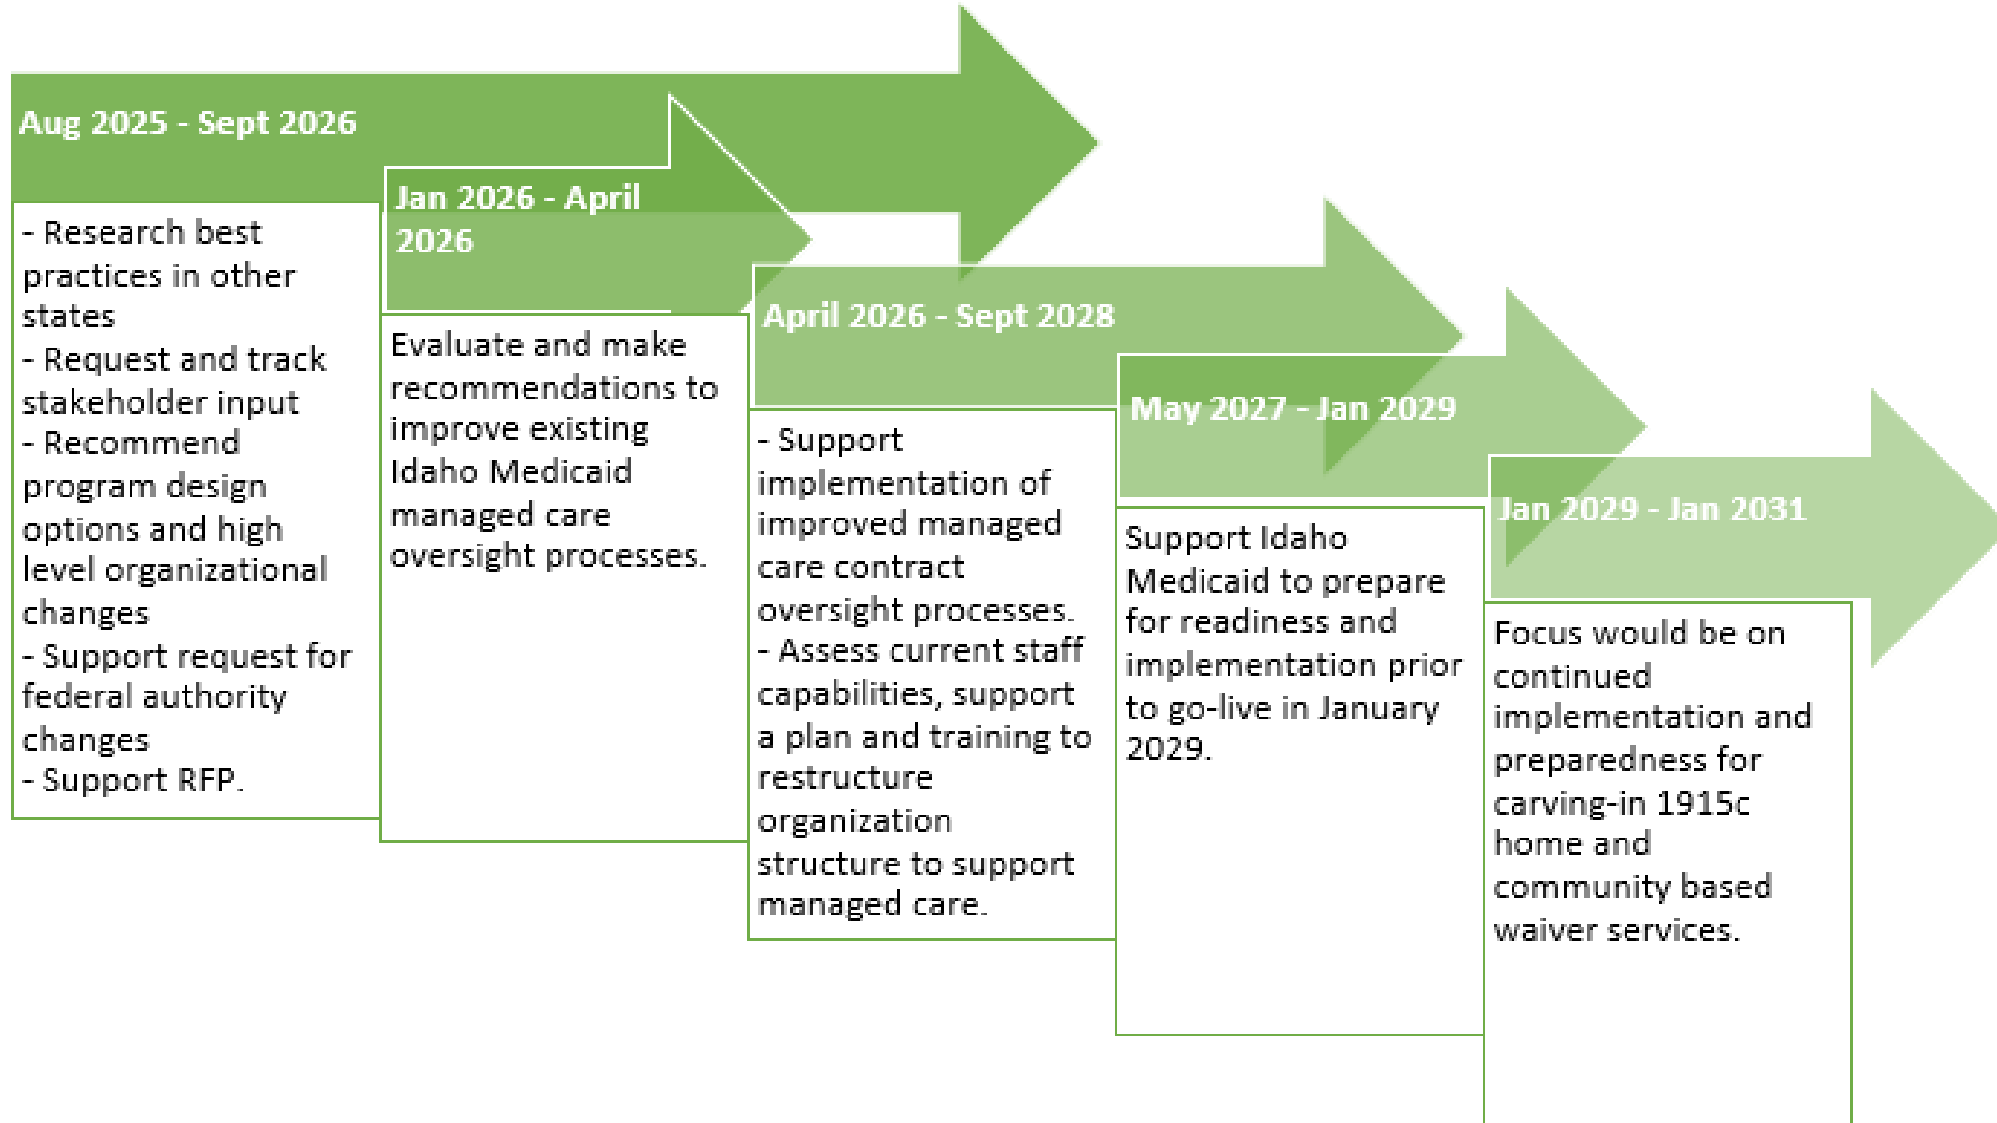 Aug 2025 - Sept 2026
- Research best
practices in other
states
- Request and track
stakeholder input
- Recommend
program design
options and high
level organizational
changes
- Support request for
federal authority
changes
- Support RFP.
Jan 2026 - April
2026
Evaluate and make
recommendations to
improve existing
Idaho Medicaid
managed care
oversight processes.
April 2026 - Sept 2028
- Support
implementation of
improved managed
care contract
oversight processes.
- Assess current staff
capabilities, support
a plan and training to
restructure
organization
structure to support
managed care.
May 2027 - Jan 2029
Support Idaho
Medicaid to prepare
for readiness and
implementation prior
to go-live in January
2029.
Jan 2029 - Jan 2031
Focus would be on
continued
implementation and
preparedness for
carving-in 1915c
home and
community based
waiver services.